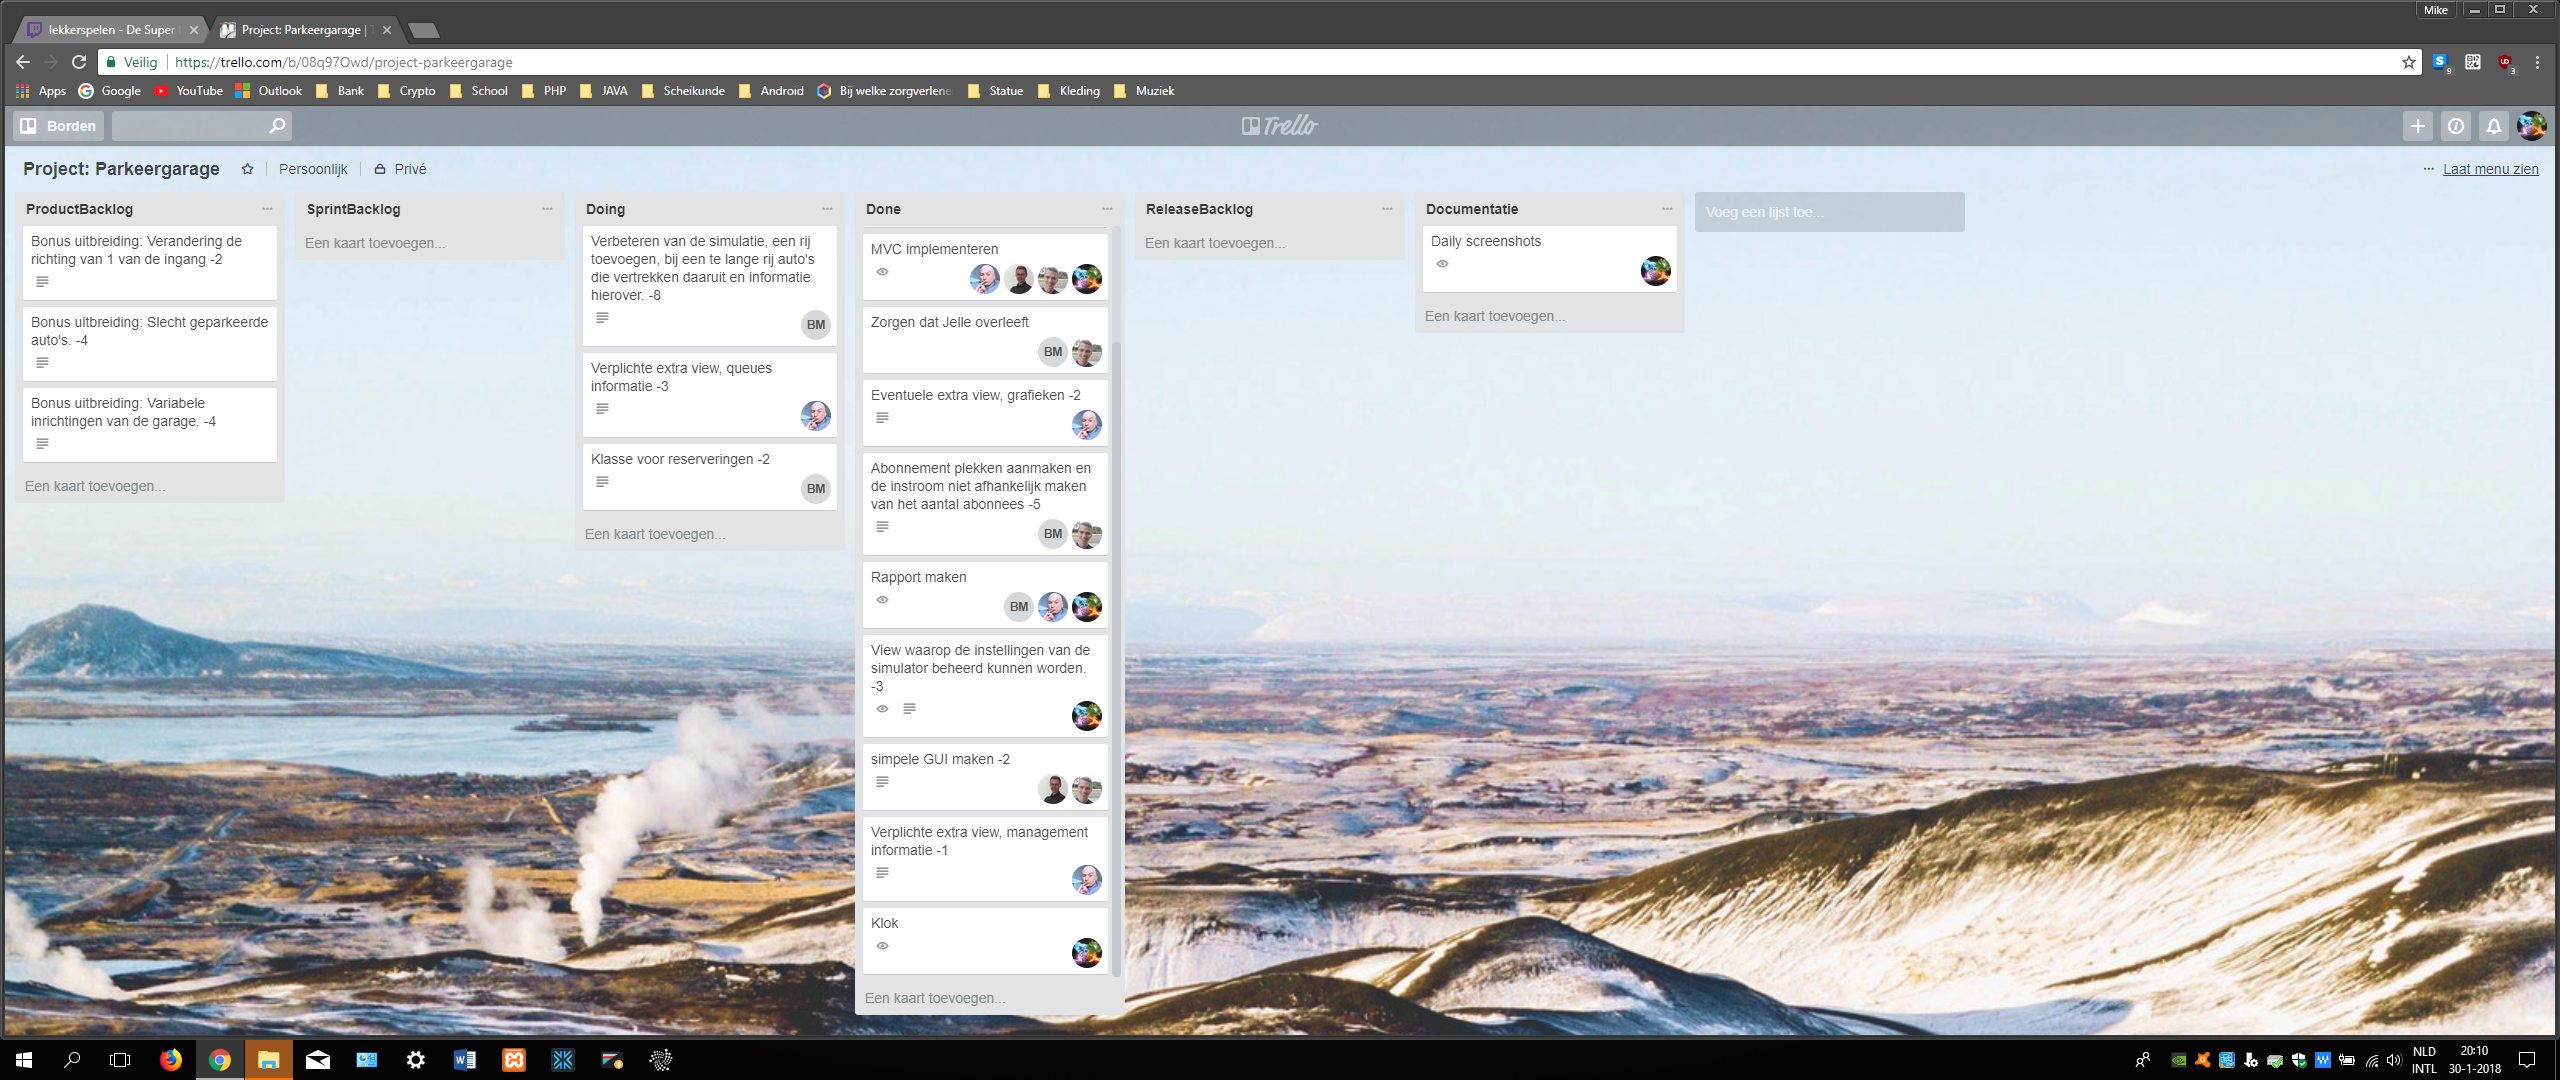 Mike
lekkerspelen - De Super
Project: Parkeergarage | T
Veilig
https://trello.com/b/08q97Owd/project-parkeergarage
Apps
Google
YouTube
Outlook
Bank
Crypto
School
PHP
JAVA
Scheikunde
Android
Bij welke zorgverlene
Statue
Kleding
Muziek
9
3
Borden
Trello
Project: Parkeergarage
Persoonlijk
Privé
Laat menu zien
ProductBacklog
Bonus uitbreiding: Verandering de
richting van 1 van de ingang -2
Bonus uitbreiding: Slecht geparkeerde
auto's. -4
Bonus uitbreiding: Variabele
inrichtingen van de garage. -4
Een kaart toevoegen...
SprintBacklog
Een kaart toevoegen...
Doing
Verbeteren van de simulatie, een rij
toevoegen, bij een te lange rij auto's
die vertrekken daaruit en informatie
hierover. -8
BM
Verplichte extra view, queues
informatie -3
Klasse voor reserveringen -2
BM
Een kaart toevoegen...
Done
MVC implementeren
Zorgen dat Jelle overleeft
BM
Eventuele extra view, grafieken -2
Abonnement plekken aanmaken en
de instroom niet afhankelijk maken
van het aantal abonnees -5
BM
Rapport maken
BM
View waarop de instellingen van de
simulator beheerd kunnen worden.
-3
simpele GUI maken -2
Verplichte extra view, management
informatie -1
Klok
Een kaart toevoegen...
ReleaseBacklog
Een kaart toevoegen...
Documentatie
Daily screenshots
Een kaart toevoegen...
Voeg een lijst toe...
NLD
INTL
20:10
30-1-2018